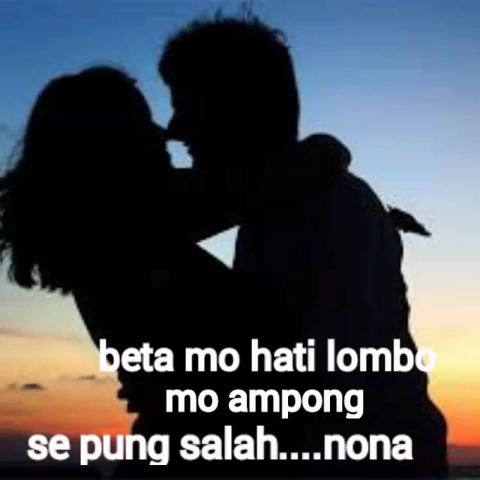 beta mo hati lombo
mo ampong
se pung salah....nona